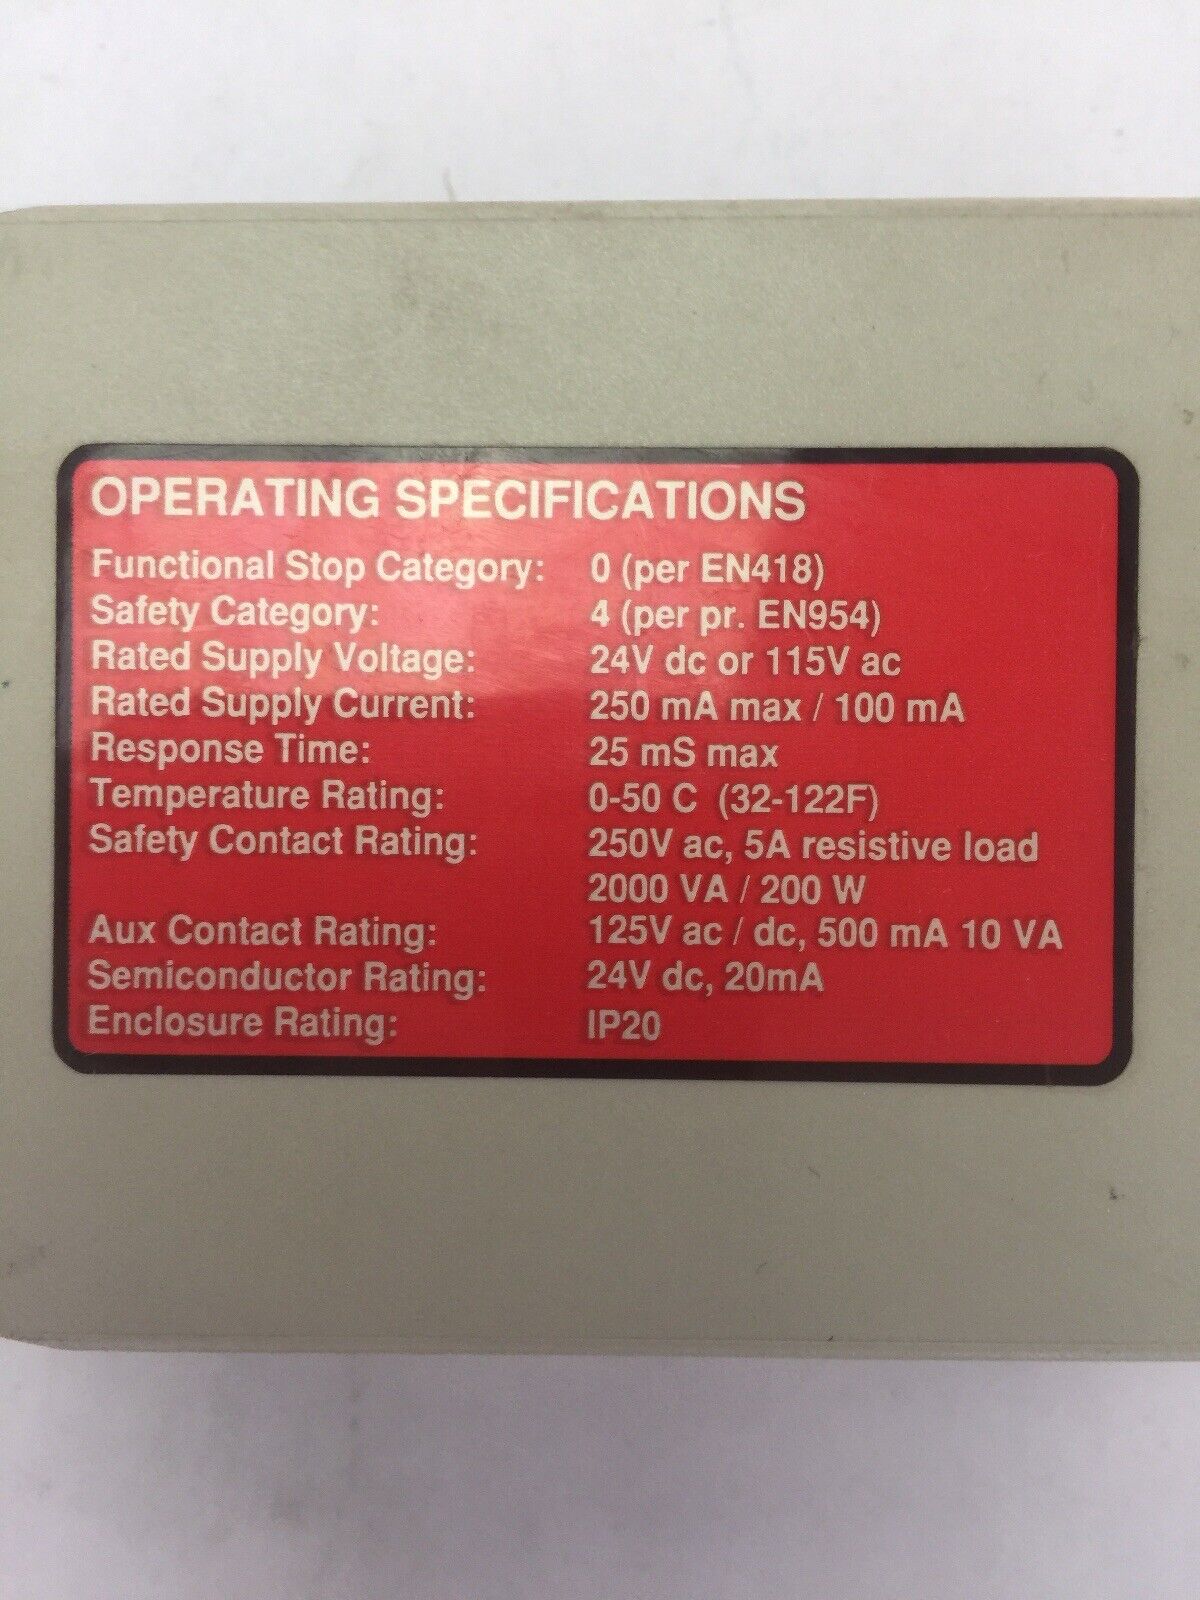 OPERATING SPECIFICATIONS
Functional Stop Category: 0 (per EN418)
Safety Category: 4 (per pr. EN954)
Rated Supply Voltage: 24V dc or 115V ac
Rated Supply Current: 250 mA max / 100 mA
Response Time: 25 mS max
Temperature Rating: 0-50 C (32-122F)
Safety Contact Rating: 250V ac, 5A resistive load
2000 VA / 200 W
Aux Contact Rating: 125V ac / dc, 500 mA 10 VA
Semiconductor Rating: 24V dc, 20mA
Enclosure Rating: IP20